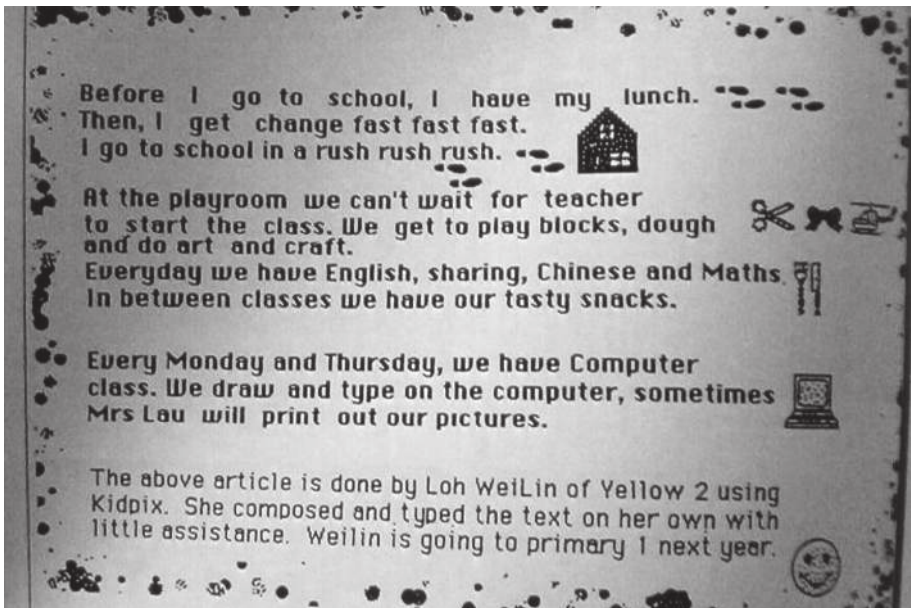 Before I go to school, I have my lunch.
Then, I get change fast fast fast.
I go to school in a rush rush rush.
At the playroom we can't wait for teacher
to start the class. We get to play blocks, dough
and do art and craft.
Everyday we have English, sharing, Chinese and Maths.
In between classes we have our tasty snacks.
Every Monday and Thursday, we have Computer
class. We draw and type on the computer, sometimes
Mrs Lau will print out our pictures.
The above article is done by Loh WeiLin of Yellow 2 using
Kidpix. She composed and typed the text on her own with
little assistance. Weilin is going to primary 1 next year.